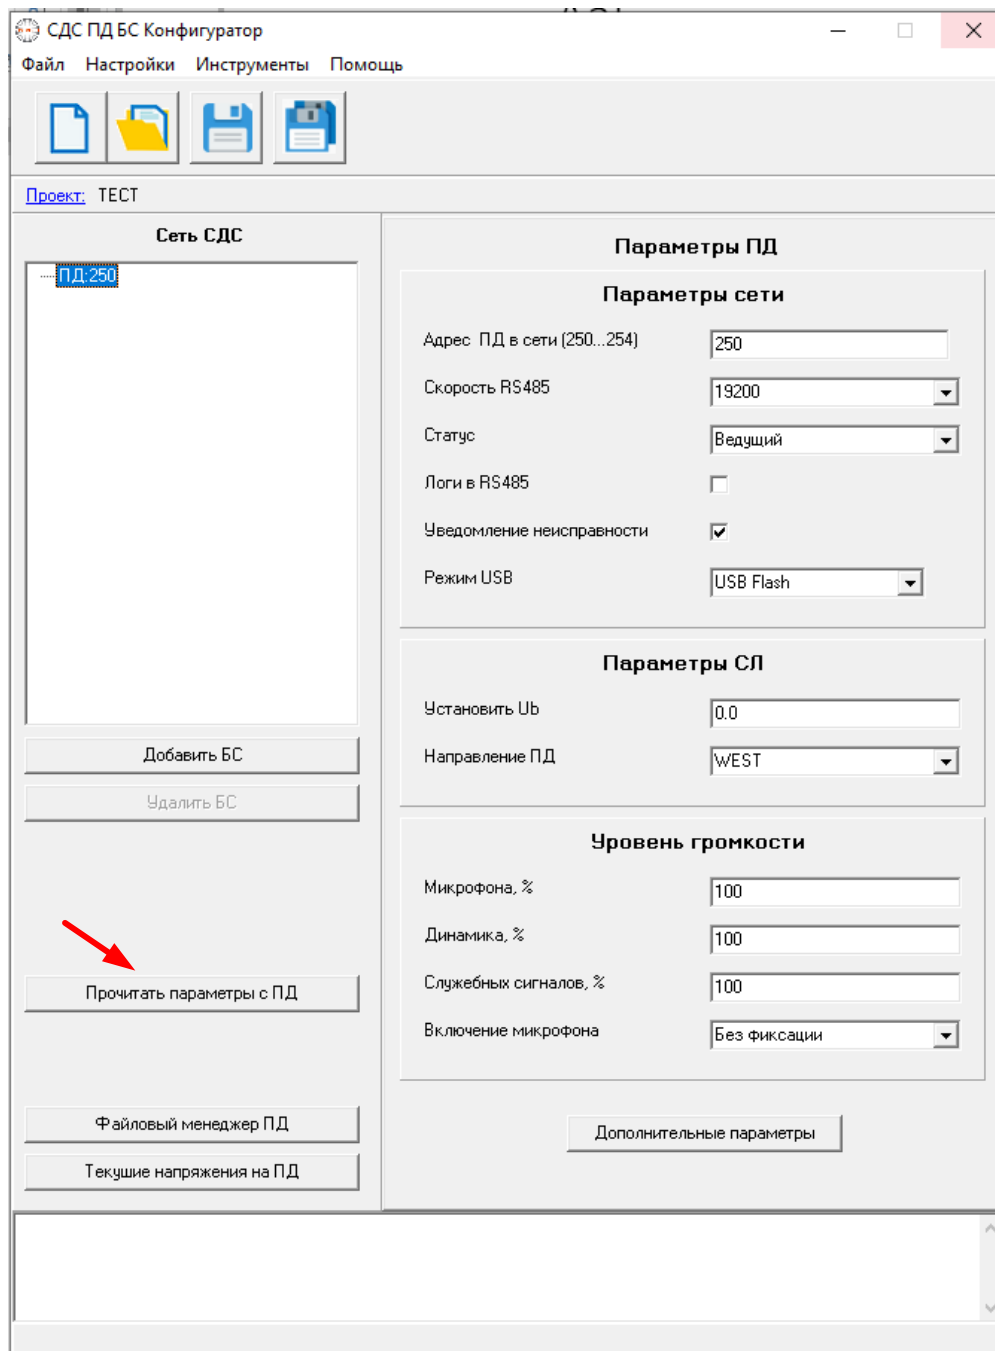 СДС ПД БС Конфигуратор
Файл Настройки Инструменты Помощь
Проект: ТЕСТ
Сеть СДС
ПД:250
Добавить БС
Удалить БС
Прочитать параметры с ПД
Файловый менеджер ПД
Текушие напряжения на ПД
Параметры ПД
Параметры сети
Адрес ПД в сети (250...254) 250
Скорость RS485 19200
Статус Ведущий
Логи в RS485
Уведомление неисправности
Режим USB USB Flash
Параметры СЛ
Установить Ub 0.0
Направление ПД WEST
Уровень громкости
Микрофона, % 100
Динамика, % 100
Служебных сигналов, % 100
Включение микрофона Без фиксации
Дополнительные параметры